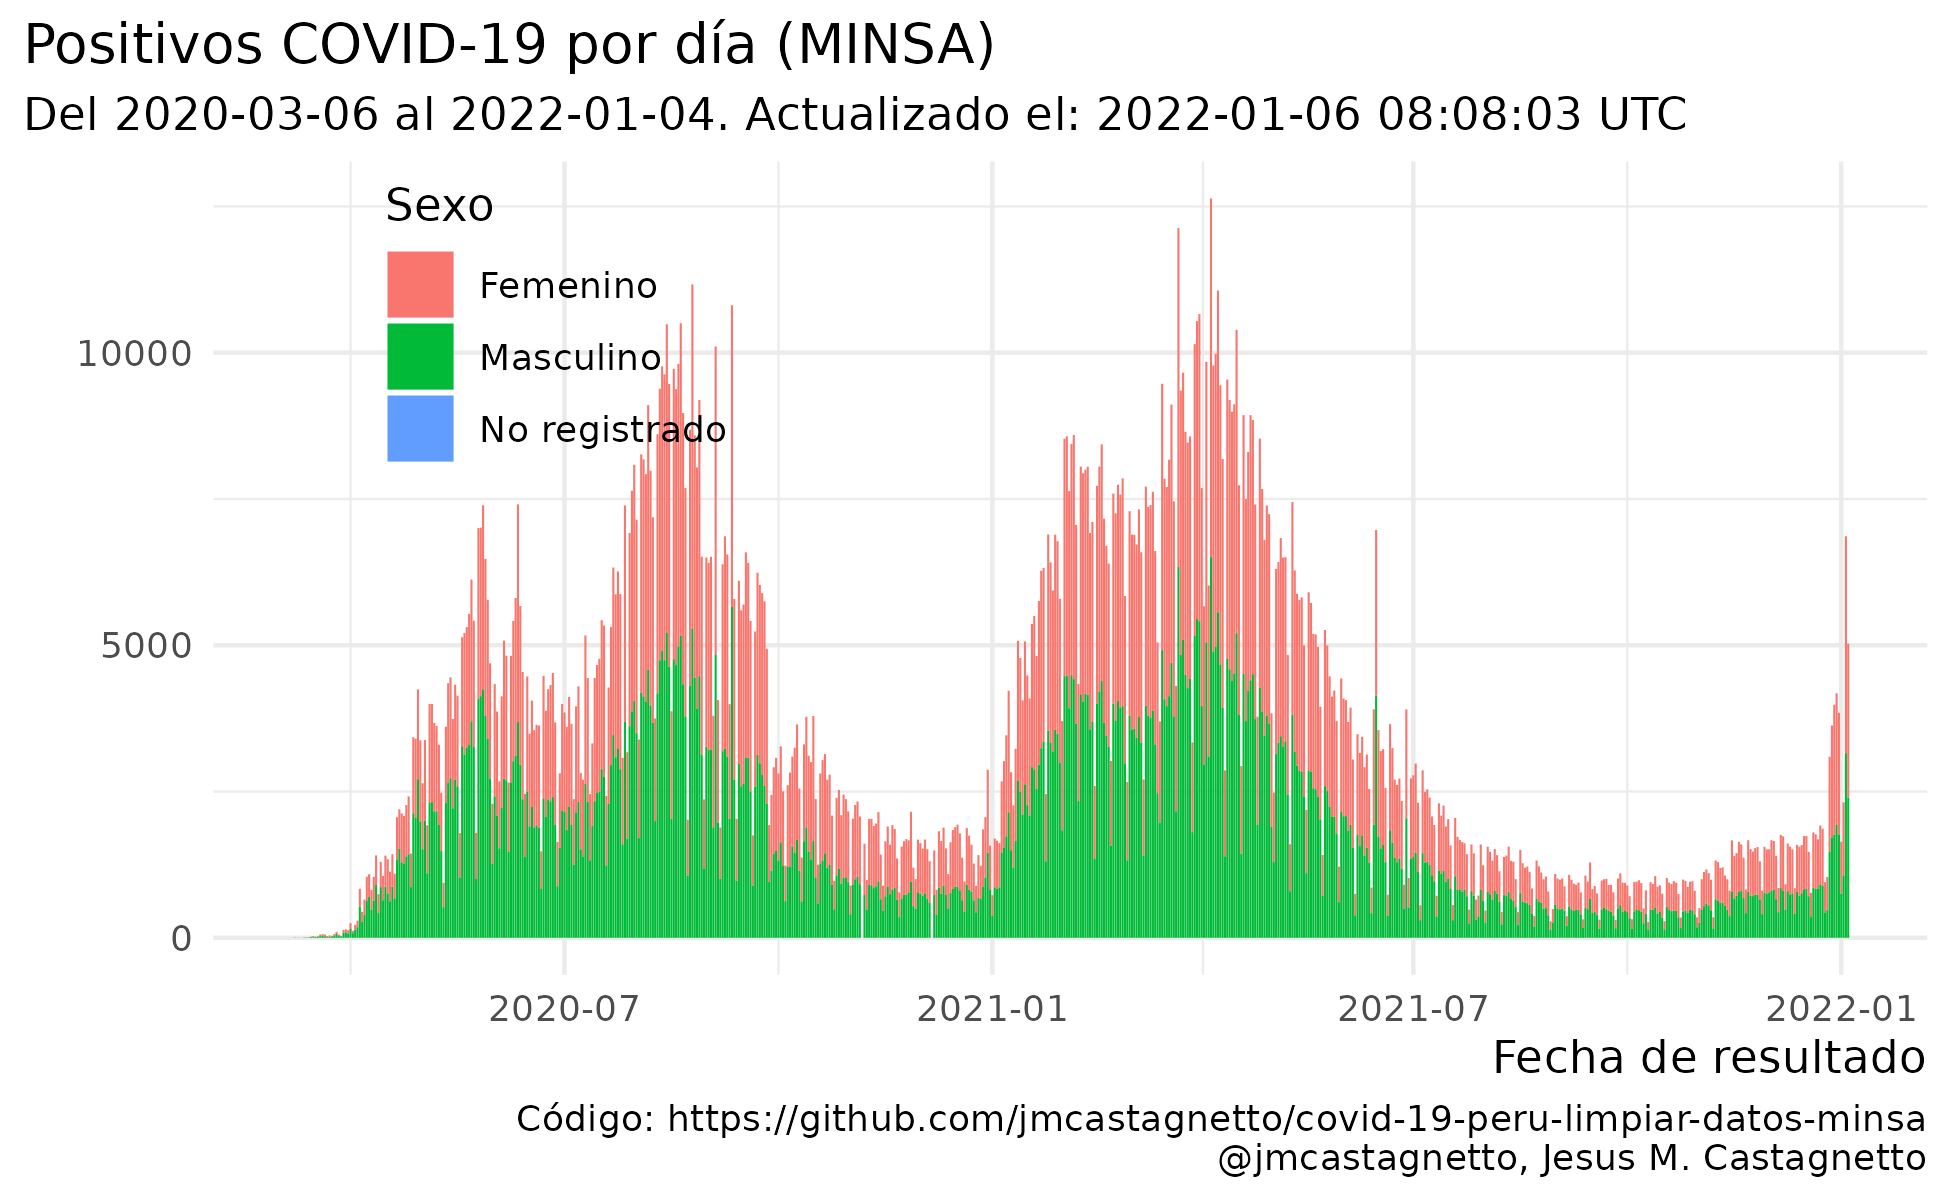 Positivos COVID-19 por día (MINSA)
Del 2020-03-06 al 2022-01-04. Actualizado el: 2022-01-06 08:08:03 UTC
Sexo
Femenino
Masculino
No registrado
10000
5000
0
2020-07
2021-01
2021-07
2022-01
Fecha de resultado
Código: https://github.com/jmcastagnetto/covid-19-peru-limpiar-datos-minsa
@jmcastagnetto, Jesus M. Castagnetto